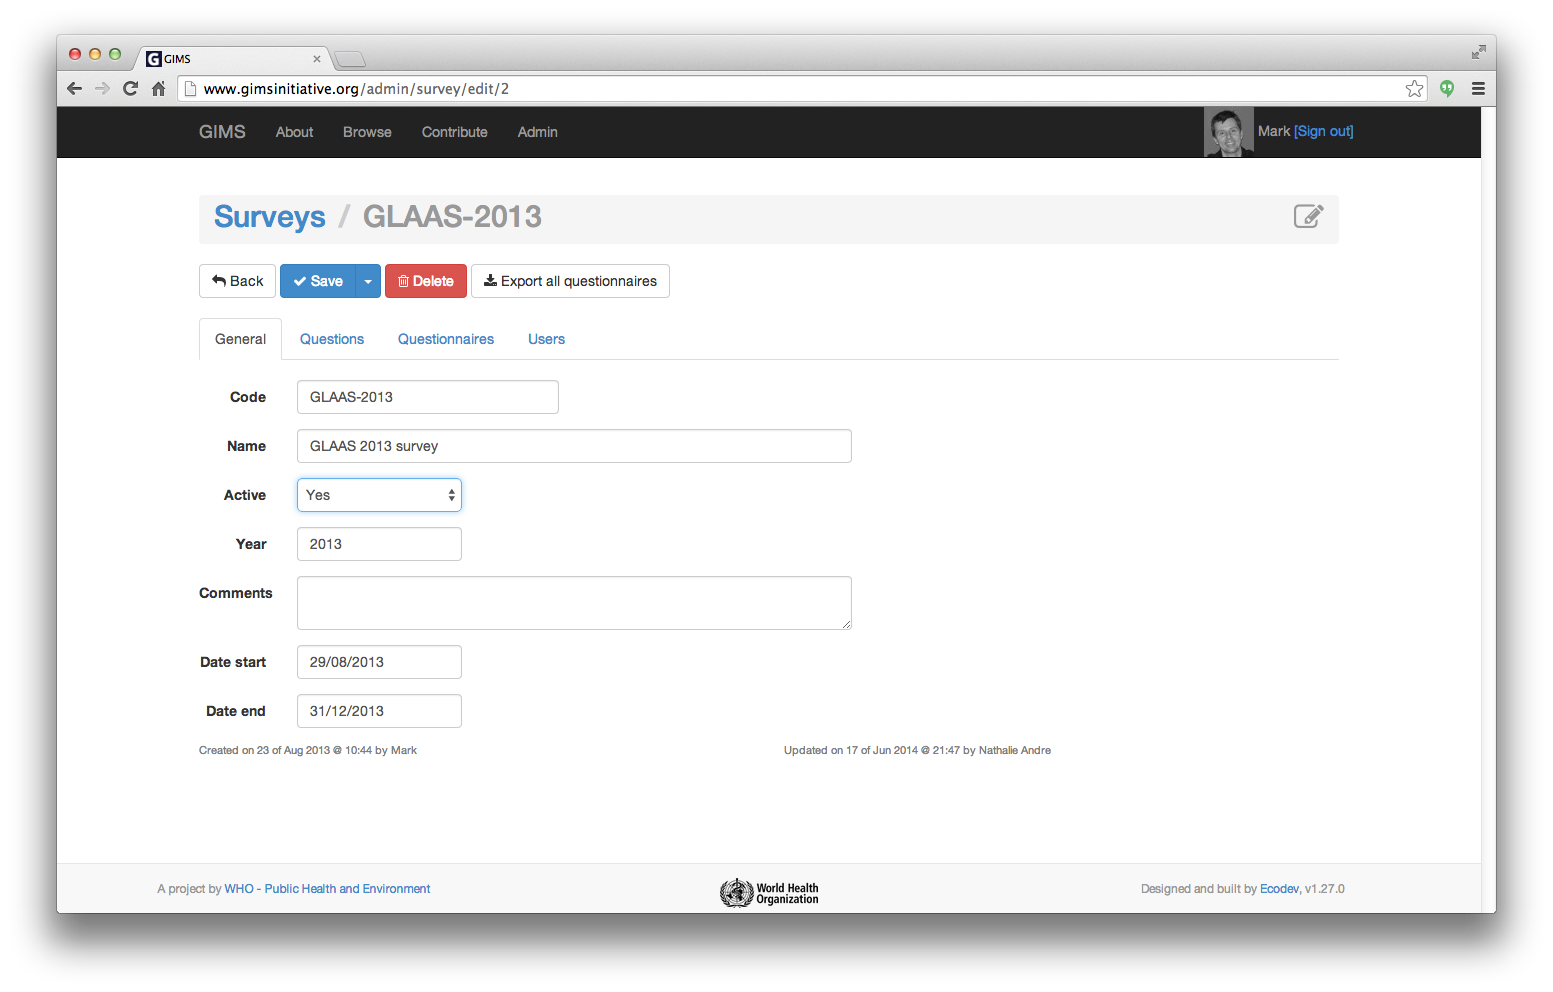 GIMS
www.gimsinitiative.org/admin/survey/edit/2
GIMS About Browse Contribute Admin Mark [Sign out]
Surveys / GLAAS-2013
Back Save Delete Export all questionnaires
General Questions Questionnaires Users
Code GLAAS-2013
Name GLAAS 2013 survey
Active Yes
Year 2013
Comments
Date start 29/08/2013
Date end 31/12/2013
Created on 23 of Aug 2013 @ 10:44 by Mark Updated on 17 of Jun 2014 @ 21:47 by Nathalie Andre
A project by WHO - Public Health and Environment World Health Organization Designed and built by Ecodev, v1.27.0